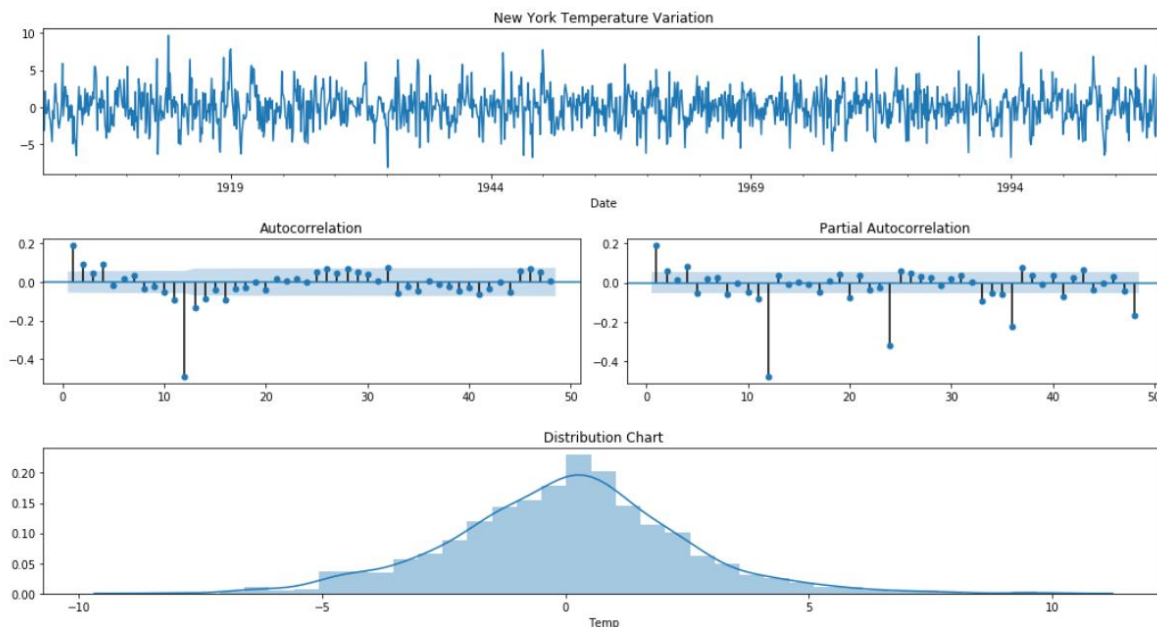 New York Temperature Variation
10
5
0
−5
1919 1944 1969 1994
Date
Autocorrelation
0.2
0.0
−0.2
−0.4
0 10 20 30 40 50
Partial Autocorrelation
0.2
0.0
−0.2
−0.4
0 10 20 30 40 50
Distribution Chart
0.20
0.15
0.10
0.05
0.00
−10 −5 0 5 10
Temp